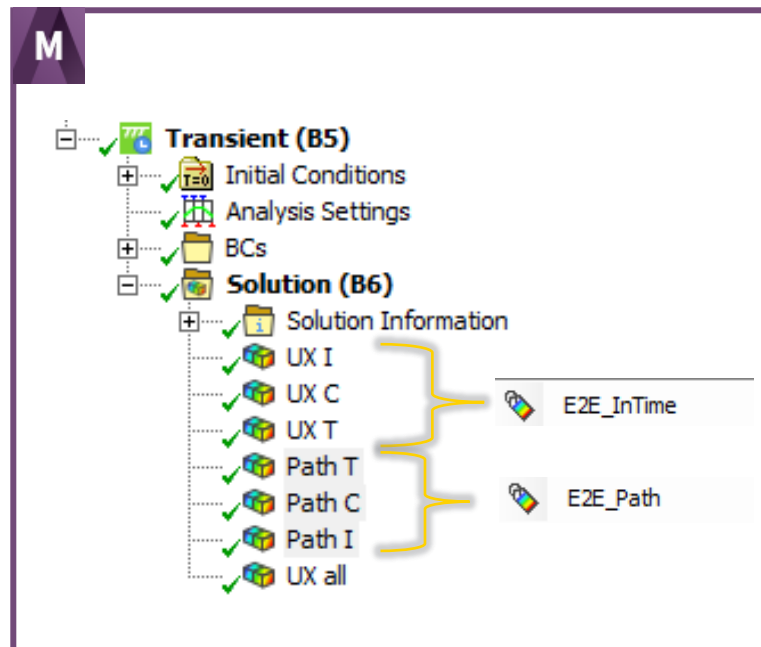 M
Transient (B5)
T=0
Initial Conditions
Analysis Settings
BCs
Solution (B6)
i
Solution Information
UX I
UX C
E2E_InTime
UX T
Path T
Path C
E2E_Path
Path I
UX all